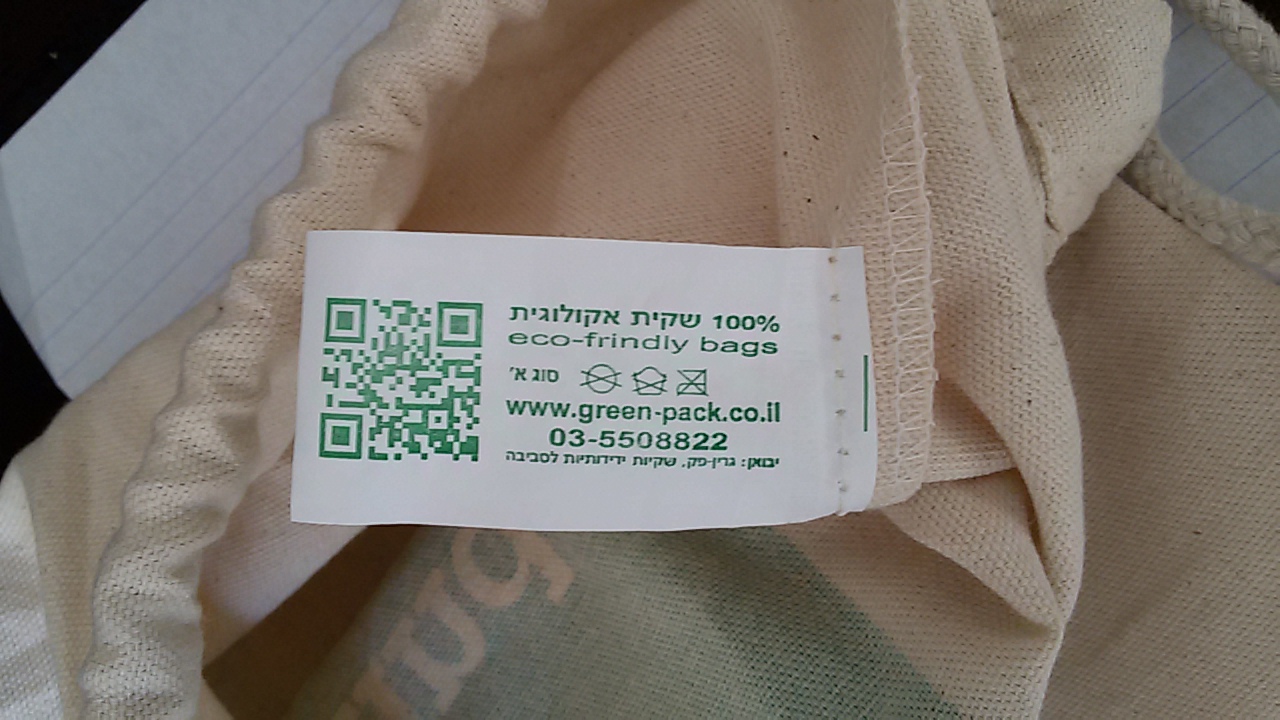 100% שקית אקולוגית
eco-frindly bags
סוג א'
www.green-pack.co.il
03-5508822
יבואן: גרין-פק, שקיות ידידותיות לסביבה